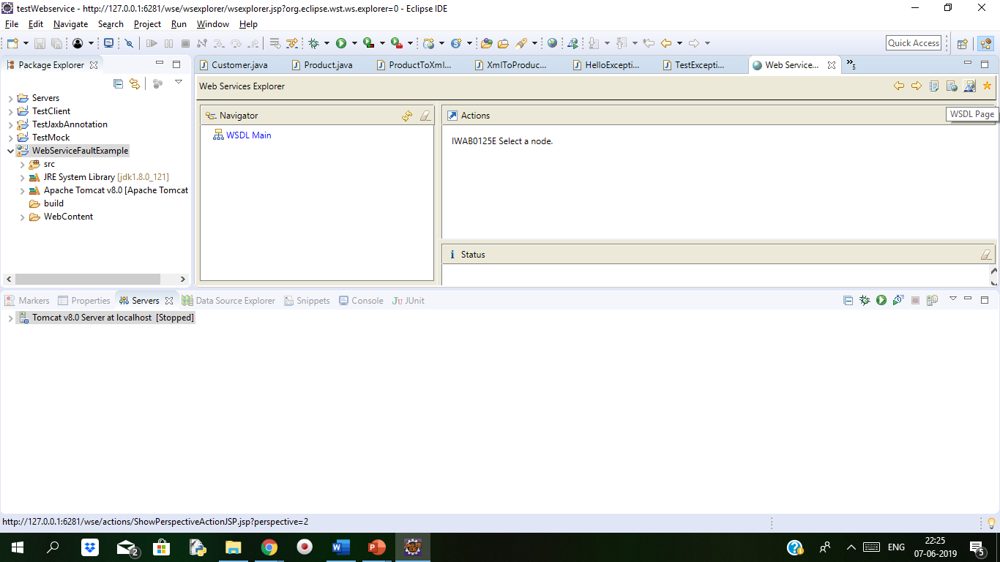 testWebservice - http://127.0.0.1:6281/wse/wsexplorer/wsexplorer.jsp?org.eclipse.wst.ws.explorer=0 - Eclipse IDE
File Edit Navigate Search Project Run Window Help
Quick Access
Package Explorer
Customer.java Product.java ProductToXml... XmlToProduc... HelloExcepti... TestExcepti... Web Service... »5
Web Services Explorer
Servers
TestClient
TestJaxbAnnotation
TestMock
WebServiceFaultExample
src
JRE System Library [jdk1.8.0_121]
Apache Tomcat v8.0 [Apache Tomcat
build
WebContent
Navigator
WSDL Main
Actions
WSDL Page
IWAB0125E Select a node.
Status
Markers Properties Servers Data Source Explorer Snippets Console JUnit
Tomcat v8.0 Server at localhost [Stopped]
http://127.0.0.1:6281/wse/actions/ShowPerspectiveActionJSP.jsp?perspective=2
2
ENG
22:25
07-06-2019
5